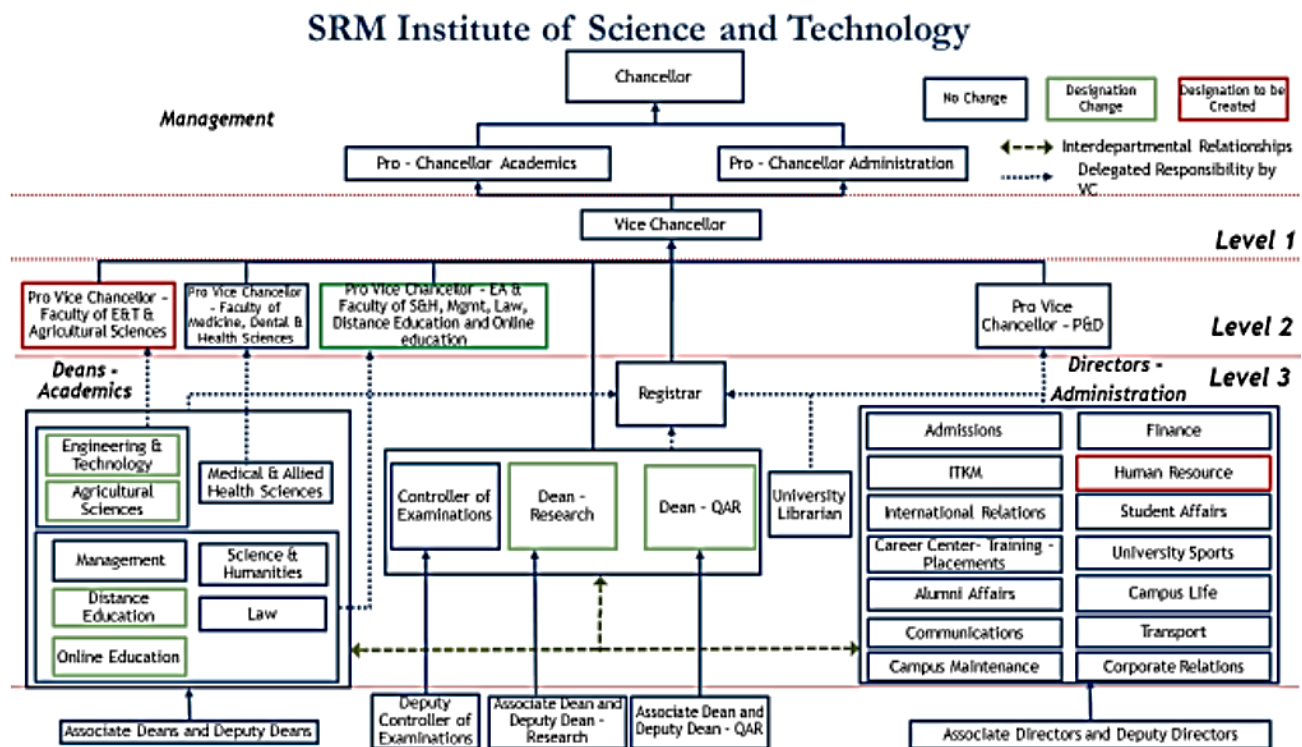 SRM Institute of Science and Technology
Chancellor
No Change
Designation
Change
Designation to be
Created
Management
Interdepartmental Relationships
Pro - Chancellor Academics
Pro - Chancellor Administration
Delegated Responsibility by
VC
Vice Chancellor
Level 1
Pro Vice Chancellor -
Faculty of E&T &
Agricultural Sciences
Pro Vice Chancellor
- Faculty of
Medicine, Dental &
Health Sciences
Pro Vice Chancellor - EA &
Faculty of S&H, Mgmt, Law,
Distance Education and Online
education
Pro Vice
Chancellor - P&D
Level 2
Deans -
Academics
Registrar
Directors -
Administration
Level 3
Engineering &
Technology
Agricultural
Sciences
Medical & Allied
Health Sciences
Management
Science &
Humanities
Distance
Education
Law
Online Education
Controller of
Examinations
Dean -
Research
Dean - QAR
University
Librarian
Admissions
Finance
ITKM
Human Resource
International Relations
Student Affairs
Career Center- Training -
Placements
University Sports
Alumni Affairs
Campus Life
Communications
Transport
Campus Maintenance
Corporate Relations
Associate Deans and Deputy Deans
Deputy
Controller of
Examinations
Associate Dean and
Deputy Dean -
Research
Associate Dean and
Deputy Dean - QAR
Associate Directors and Deputy Directors